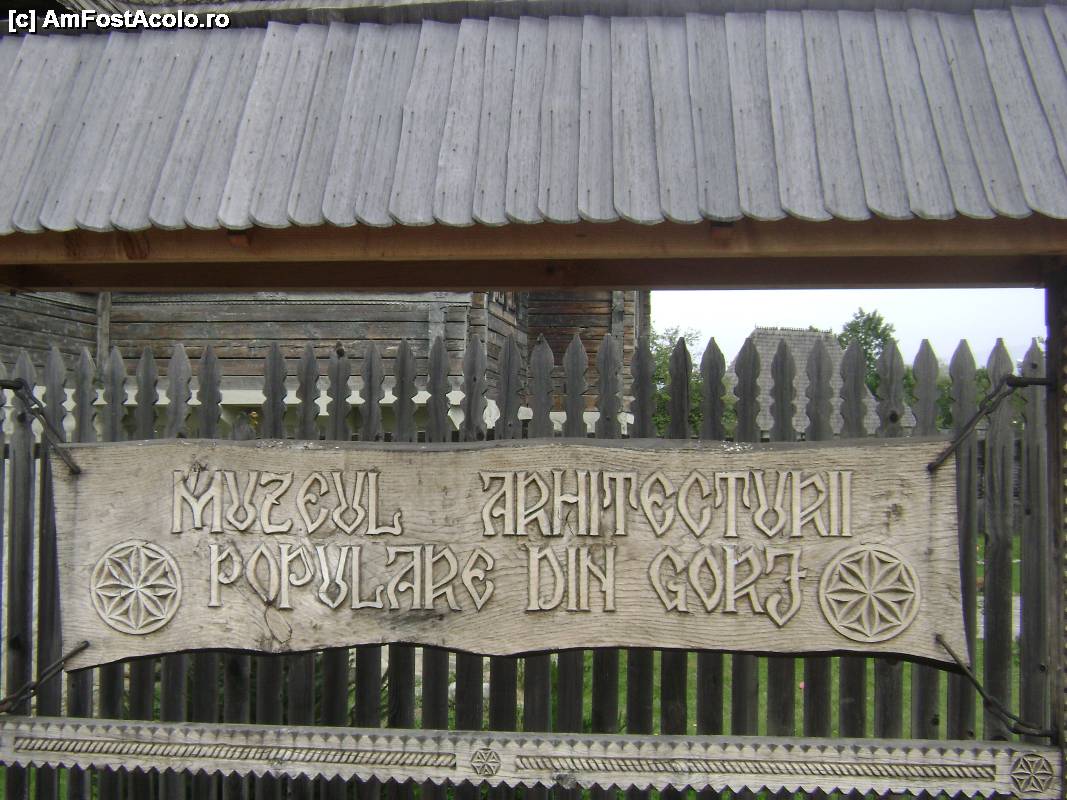 [c] AmFostAcolo.ro
MUZEUL ARHITECTURII
POPULARE DIN GORJ